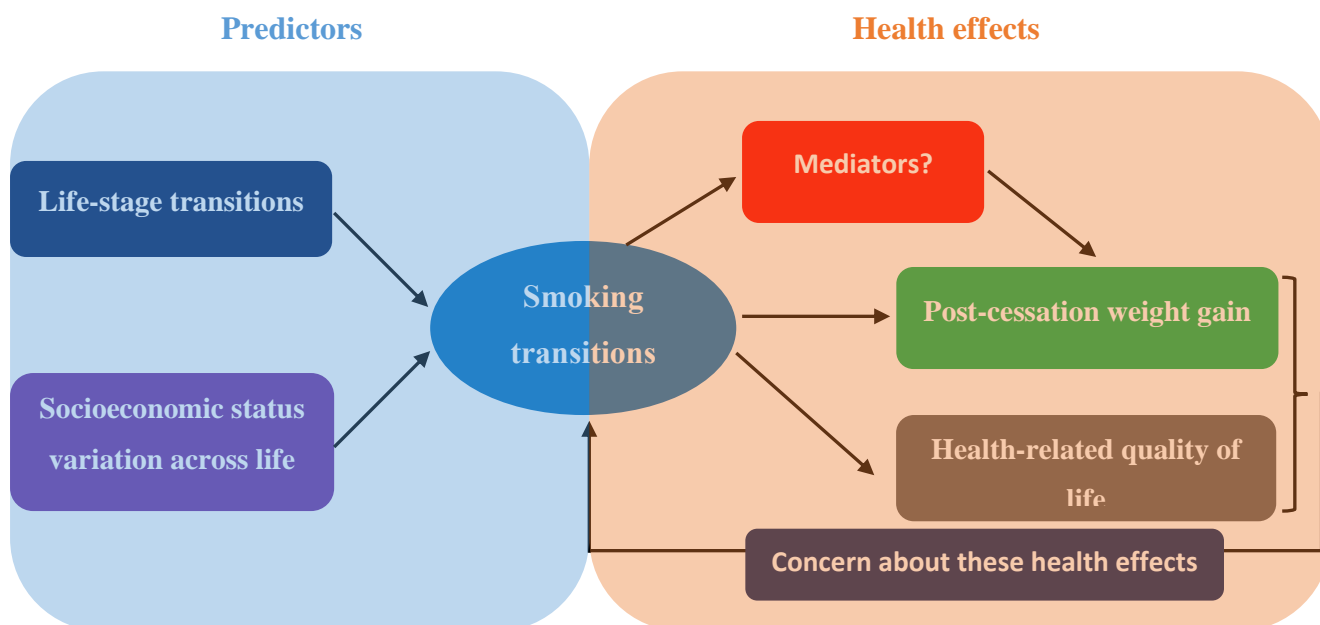 Predictors
Health effects
Mediators?
Life-stage transitions
Smoking
transitions
Post-cessation weight gain
Socioeconomic status
variation across life
Health-related quality of
life
Concern about these health effects